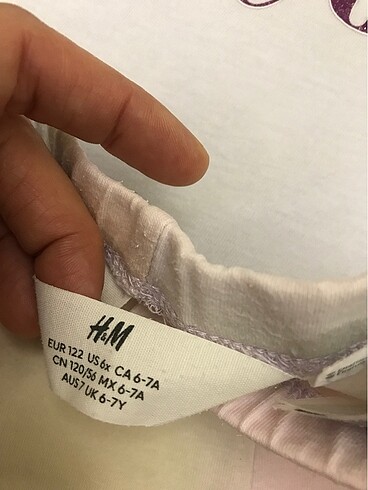 H&M
EUR 122 US 6x CA 6-7A
CN 120/56 MX 6-7A
AUS 7 UK 6-7Y